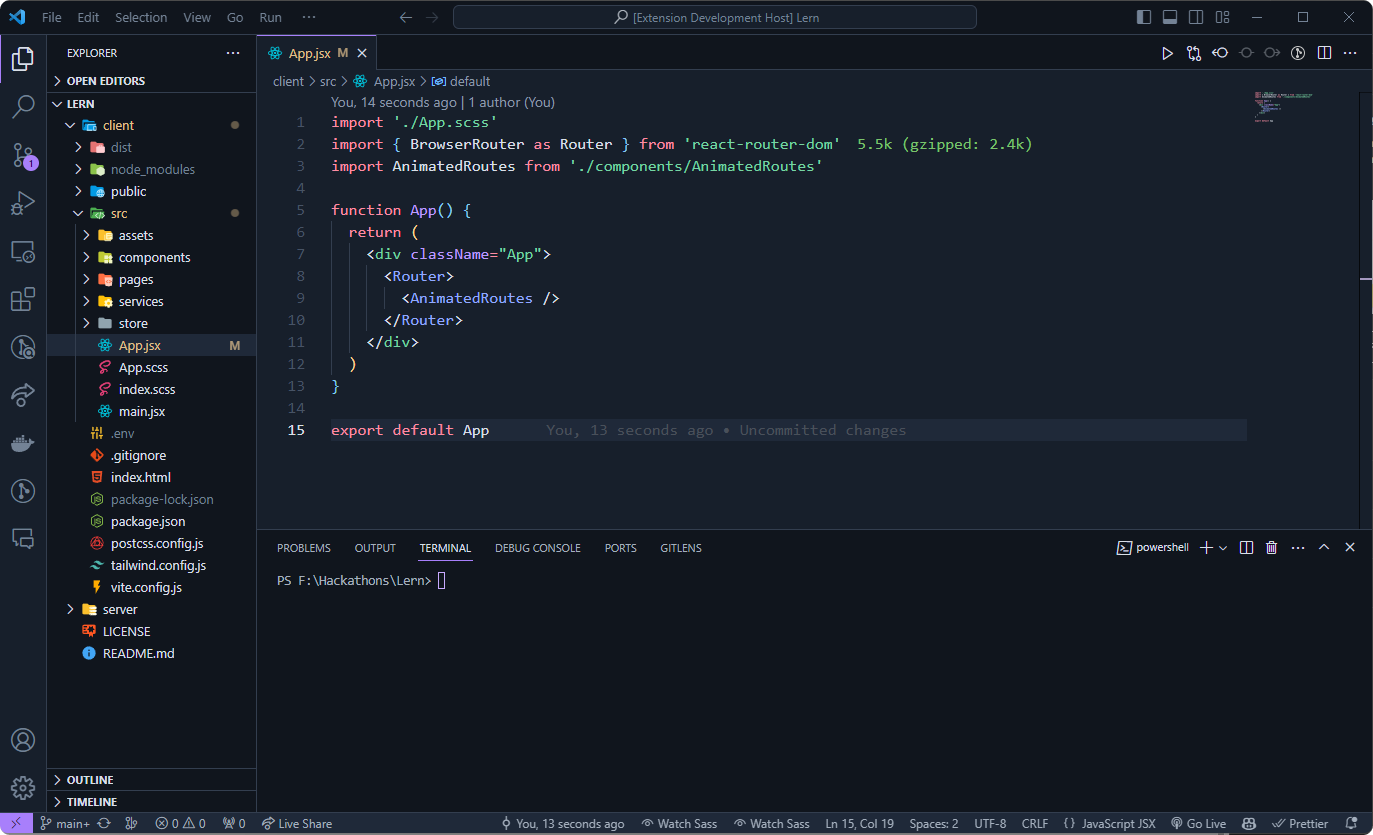 File Edit Selection View Go Run ··· [Extension Development Host] Lern
EXPLORER ···
OPEN EDITORS
LERN
client
dist
node_modules
public
src
assets
components
pages
services
store
App.jsx M
App.scss
index.scss
main.jsx
.env
.gitignore
index.html
package-lock.json
package.json
postcss.config.js
tailwind.config.js
vite.config.js
server
LICENSE
README.md
OUTLINE
TIMELINE
1
App.jsx M
client > src > App.jsx > default
You, 14 seconds ago | 1 author (You)
1 import './App.scss'
2 import { BrowserRouter as Router } from 'react-router-dom' 5.5k (gzipped: 2.4k)
3 import AnimatedRoutes from './components/AnimatedRoutes'
4
5 function App() {
6 return (
7 <div className="App">
8 <Router>
9 <AnimatedRoutes />
10 </Router>
11 </div>
12 )
13 }
14
15 export default App You, 13 seconds ago • Uncommitted changes
PROBLEMS OUTPUT TERMINAL DEBUG CONSOLE PORTS GITLENS powershell ···
PS F:\Hackathons\Lern>
main+ 0 0 0 Live Share You, 13 seconds ago Watch Sass Watch Sass Ln 15, Col 19 Spaces: 2 UTF-8 CRLF {} JavaScript JSX Go Live Prettier